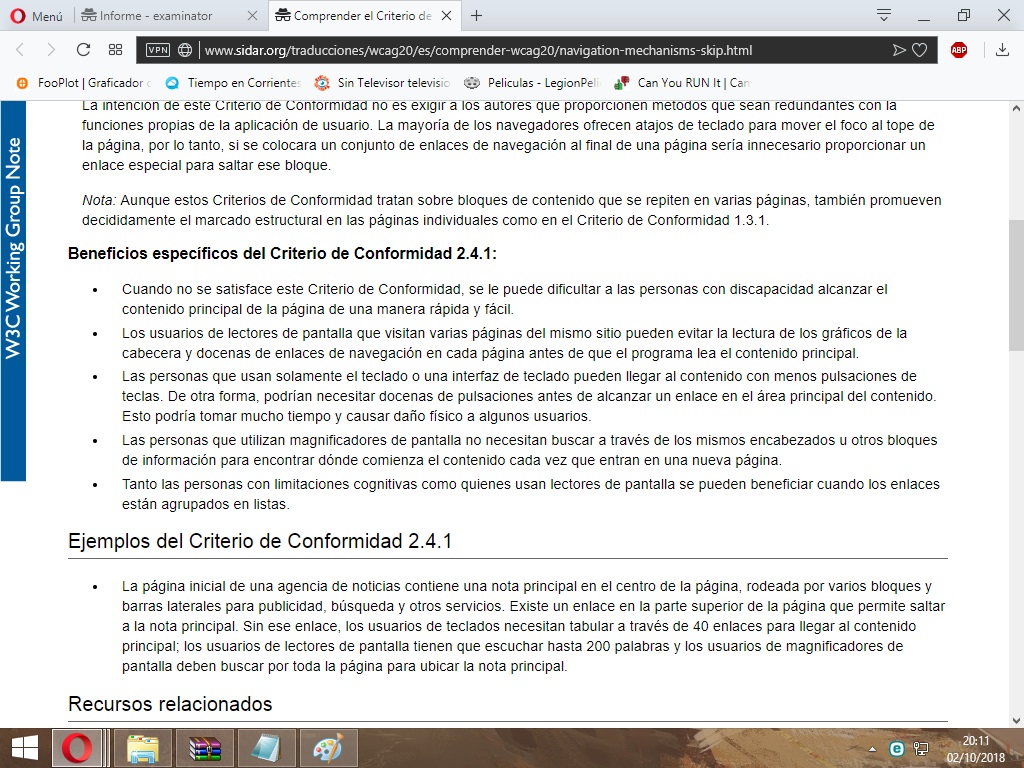 Menú
Informe - examinator
Comprender el Criterio de
VPN
www.sidar.org/traducciones/wcag20/es/comprender-wcag20/navigation-mechanisms-skip.html
ABP
FooPlot | Graficador
Tiempo en Corrientes
Sin Televisor televisio
Películas - LegionPeli
Can You RUN It | Can
W3C Working Group Note
La intención de este Criterio de Conformidad no es exigir a los autores que proporcionen métodos que sean redundantes con la
funciones propias de la aplicación de usuario. La mayoría de los navegadores ofrecen atajos de teclado para mover el foco al tope de
la página, por lo tanto, si se colocara un conjunto de enlaces de navegación al final de una página sería innecesario proporcionar un
enlace especial para saltar ese bloque.
Nota: Aunque estos Criterios de Conformidad tratan sobre bloques de contenido que se repiten en varias páginas, también promueven
decididamente el marcado estructural en las páginas individuales como en el Criterio de Conformidad 1.3.1.
Beneficios específicos del Criterio de Conformidad 2.4.1:
• Cuando no se satisface este Criterio de Conformidad, se le puede dificultar a las personas con discapacidad alcanzar el
contenido principal de la página de una manera rápida y fácil.
• Los usuarios de lectores de pantalla que visitan varias páginas del mismo sitio pueden evitar la lectura de los gráficos de la
cabecera y docenas de enlaces de navegación en cada página antes de que el programa lea el contenido principal.
• Las personas que usan solamente el teclado o una interfaz de teclado pueden llegar al contenido con menos pulsaciones de
teclas. De otra forma, podrían necesitar docenas de pulsaciones antes de alcanzar un enlace en el área principal del contenido.
Esto podría tomar mucho tiempo y causar daño físico a algunos usuarios.
• Las personas que utilizan magnificadores de pantalla no necesitan buscar a través de los mismos encabezados u otros bloques
de información para encontrar dónde comienza el contenido cada vez que entran en una nueva página.
• Tanto las personas con limitaciones cognitivas como quienes usan lectores de pantalla se pueden beneficiar cuando los enlaces
están agrupados en listas.
Ejemplos del Criterio de Conformidad 2.4.1
• La página inicial de una agencia de noticias contiene una nota principal en el centro de la página, rodeada por varios bloques y
barras laterales para publicidad, búsqueda y otros servicios. Existe un enlace en la parte superior de la página que permite saltar
a la nota principal. Sin ese enlace, los usuarios de teclados necesitan tabular a través de 40 enlaces para llegar al contenido
principal; los usuarios de lectores de pantalla tienen que escuchar hasta 200 palabras y los usuarios de magnificadores de
pantalla deben buscar por toda la página para ubicar la nota principal.
Recursos relacionados
20:11
02/10/2018